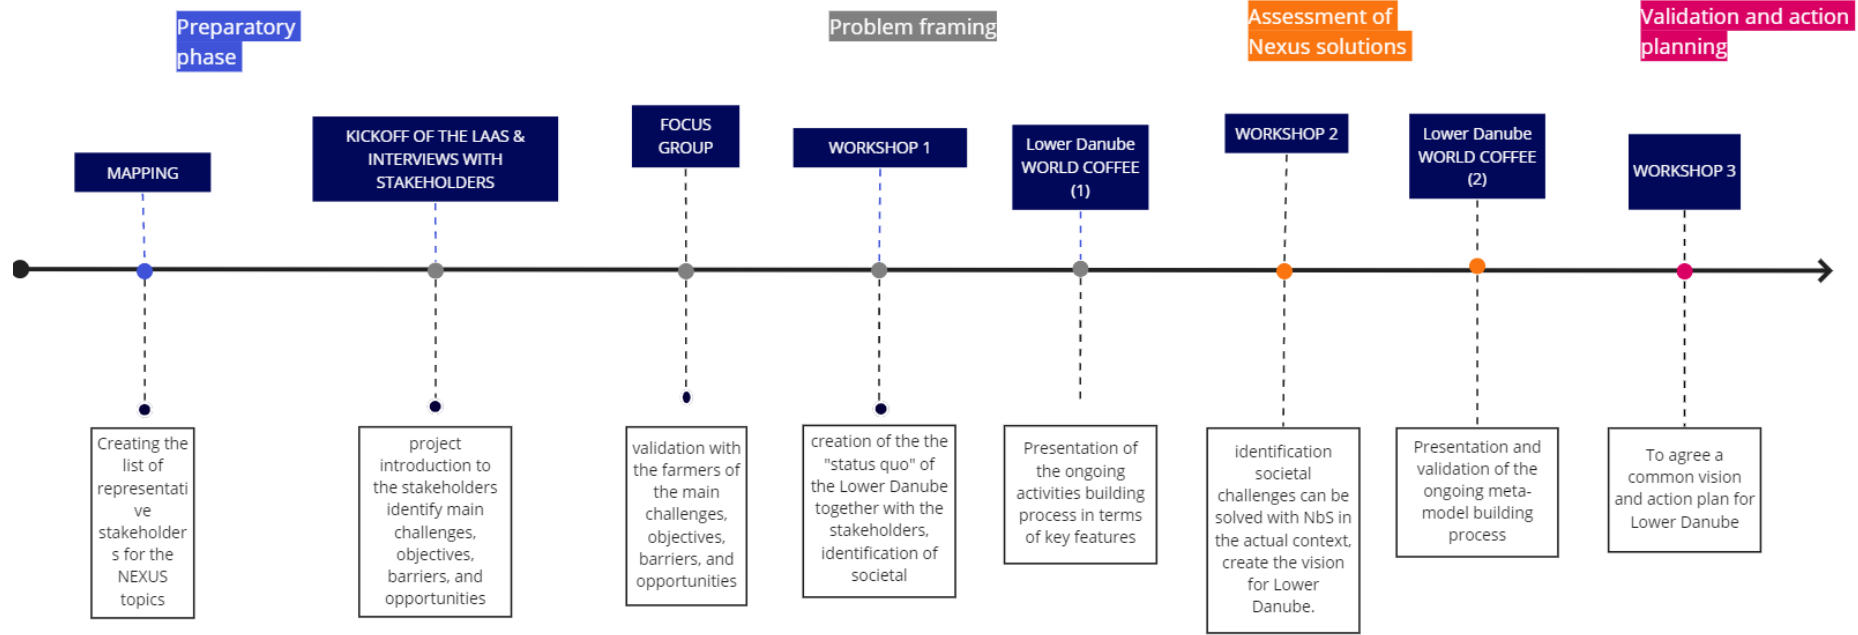 Preparatory
phase
Problem framing
Assessment of
Nexus solutions
Validation and action
planning
MAPPING
KICKOFF OF THE LAAS &
INTERVIEWS WITH
STAKEHOLDERS
FOCUS
GROUP
WORKSHOP 1
Lower Danube
WORLD COFFEE
(1)
WORKSHOP 2
Lower Danube
WORLD COFFEE
(2)
WORKSHOP 3
Creating the
list of
representati
ve
stakeholder
s for the
NEXUS
topics
project
introduction to
the stakeholders
identify main
challenges,
objectives,
barriers, and
opportunities
validation with
the farmers of
the main
challenges,
objectives,
barriers, and
opportunities
creation of the the
"status quo" of
the Lower Danube
together with the
stakeholders,
identification of
societal
Presentation of
the ongoing
activities building
process in terms
of key features
identification
societal
challenges can be
solved with NbS in
the actual context,
create the vision
for Lower
Danube.
Presentation and
validation of the
ongoing meta-
model building
process
To agree a
common vision
and action plan for
Lower Danube